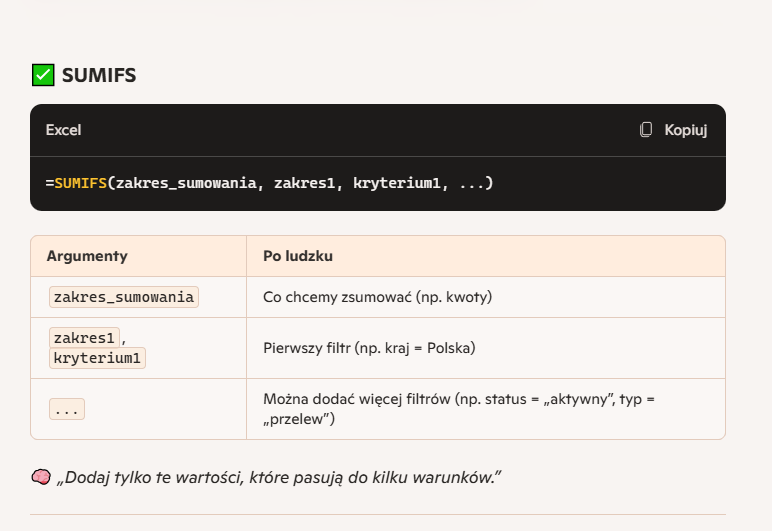 ✅ SUMIFS
Excel
Kopiuj
=SUMIFS(zakres_sumowania, zakres1, kryterium1, ...)
Argumenty
Po ludzku
zakres_sumowania
Co chcemy zsumować (np. kwoty)
zakres1,
kryterium1
Pierwszy filtr (np. kraj = Polska)
...
Można dodać więcej filtrów (np. status = „aktywny”, typ =
„przelew”)
🧠 „Dodaj tylko te wartości, które pasują do kilku warunków.”